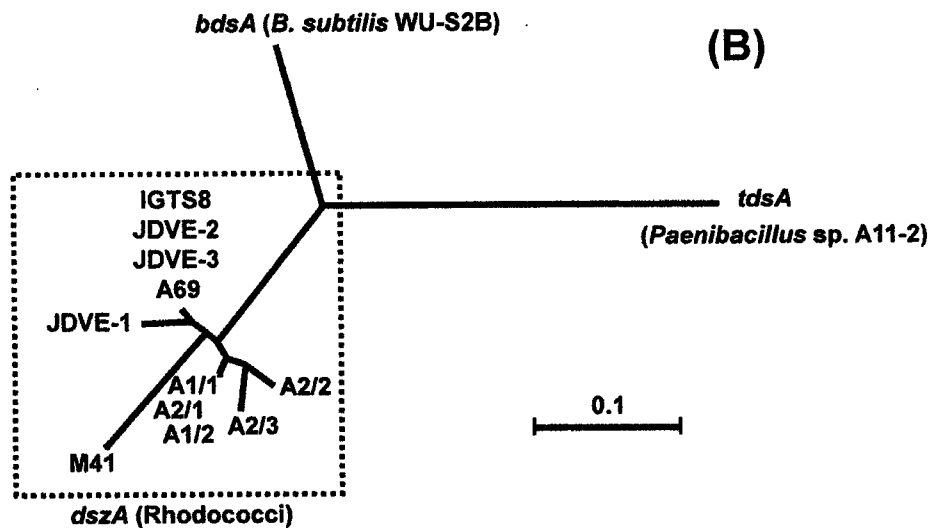 bdsA (B. subtilis WU-S2B)
(B)
IGTS8
JDVE-2
JDVE-3
A69
JDVE-1
tdsA
(Paenibacillus sp. A11-2)
A1/1
A2/1
A1/2
A2/3
A2/2
M41
0.1
dszA (Rhodococci)